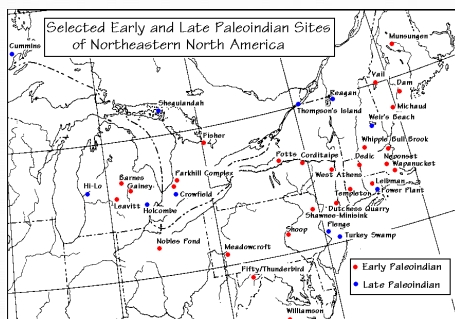 Selected Early and Late Paleoindian Sites
of Northeastern North America
Munsungen
Cummins
Vail
Dam
Reagan
Michaud
Sheguiandah
Thompson's Island
Weir's Beach
Fisher
Whipple Bull Brook
Potts Corditaipe
Dedic
Neponset
Wapanucket
West Athens
Barnes
Parkhill Complex
Gainey
Hi-Lo
Crowfield
Leibman
Templeton
Bower Plant
Leavitt
Holcombe
Dutchess Quarry
Shawnee-Minisink
Shoop
Plenge
Turkey Swamp
Nobles Pond
Meadowcroft
Fifty/Thunderbird
Early Paleoindian
Late Paleoindian
Williamson